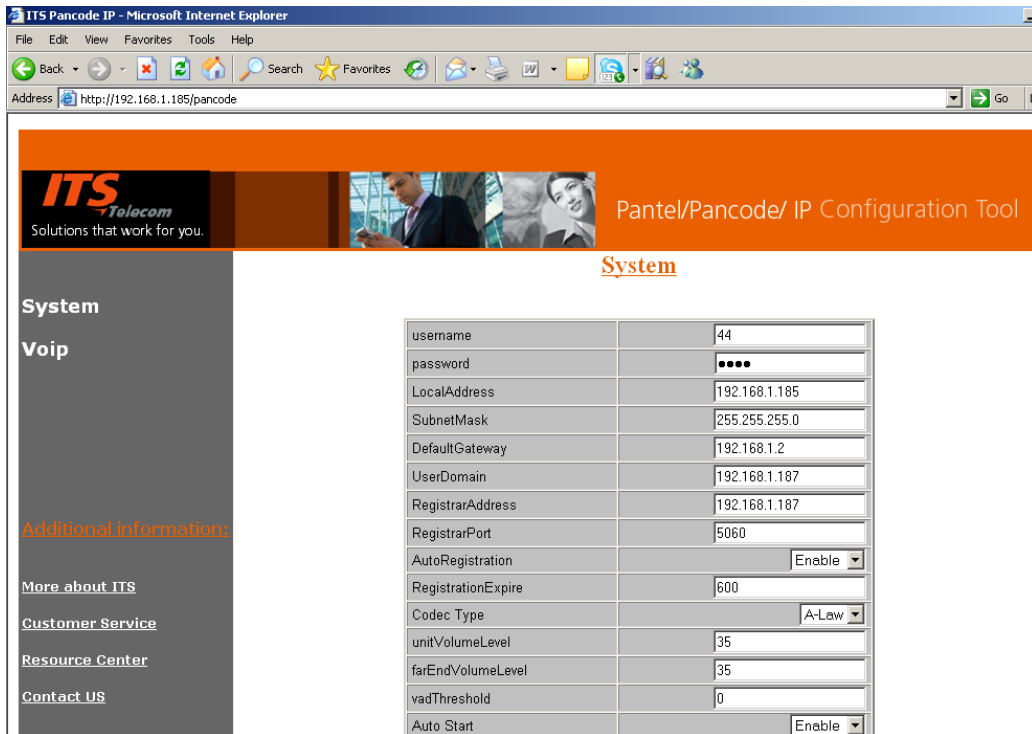 ITS Pancode IP - Microsoft Internet Explorer
File Edit View Favorites Tools Help
Back Search Favorites
Address http://192.168.1.185/pancode Go
ITS
Telecom
Solutions that work for you.
Pantel/Pancode/ IP Configuration Tool
System
System
Voip
Additional information:
More about ITS
Customer Service
Resource Center
Contact US
username 44
password ••••
LocalAddress 192.168.1.185
SubnetMask 255.255.255.0
DefaultGateway 192.168.1.2
UserDomain 192.168.1.187
RegistrarAddress 192.168.1.187
RegistrarPort 5060
AutoRegistration Enable
RegistrationExpire 600
Codec Type A-Law
unitVolumeLevel 35
farEndVolumeLevel 35
vadThreshold 0
Auto Start Enable